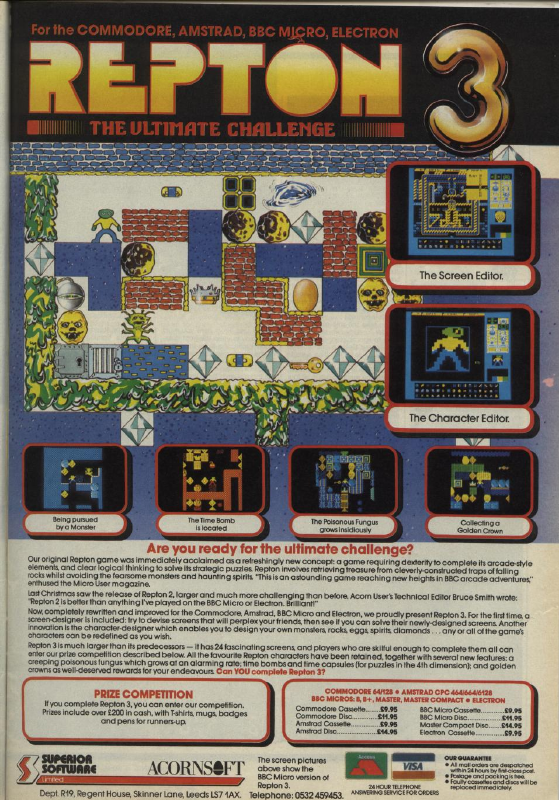 For the COMMODORE, AMSTRAD, BBC MICRO, ELECTRON
REPTON 3
THE ULTIMATE CHALLENGE
The Screen Editor.
The Character Editor.
Being pursued
by a Monster
The Time Bomb
is located
The Poisonous Fungus
grows insidiously
Collecting a
Golden Crown
Are you ready for the ultimate challenge?
Our original Repton game was immediately acclaimed as a refreshingly new concept: a game requiring dexterity to complete its arcade-style
elements, and clear logical thinking to solve its strategic puzzles. Repton involves retrieving treasure from cleverly-constructed traps of falling
rocks whilst avoiding the fearsome monsters and haunting spirits. "This is an astounding game reaching new heights in BBC arcade adventures,"
enthused the Micro User magazine.
Last Christmas saw the release of Repton 2, larger and much more challenging than before. Acorn User's Technical Editor Bruce Smith wrote:
"Repton 2 is better than anything I've played on the BBC Micro or Electron. Brilliant!"
Now, completely rewritten and improved for the Commodore, Amstrad, BBC Micro and Electron, we proudly present Repton 3. For the first time, a
screen-designer is included: try to devise screens that will perplex your friends, then see if you can solve their newly-designed screens. Another
innovation is the character-designer which enables you to design your own monsters, rocks, eggs, spirits, diamonds . . . any or all of the game's
characters can be redefined as you wish.
Repton 3 is much larger than its predecessors — it has 24 fascinating screens, and players who are skilful enough to complete them all can
enter our prize competition described below. All the favourite Repton characters have been retained, together with several new features: a
creeping poisonous fungus which grows at an alarming rate; time bombs and time capsules (for puzzles in the 4th dimension); and golden
crowns as well-deserved rewards for your endeavours. Can YOU complete Repton 3?
PRIZE COMPETITION
If you complete Repton 3, you can enter our competition.
Prizes include over £200 in cash, with T-shirts, mugs, badges
and pens for runners-up.
COMMODORE 64/128 • AMSTRAD CPC 464/664/6128
BBC MICROS: B, B+, MASTER, MASTER COMPACT • ELECTRON
Commodore Cassette....£9.95 BBC Micro Cassette....£9.95
Commodore Disc....£11.95 BBC Micro Disc....£11.95
Amstrad Cassette....£9.95 Master Compact Disc....£14.95
Amstrad Disc....£14.95 Electron Cassette....£9.95
SUPERIOR
SOFTWARE
Limited
ACORNSOFT
Dept. R19, Regent House, Skinner Lane, Leeds LS7 1AX. Telephone: 0532 459453.
The screen pictures
above show the
BBC Micro version of
Repton 3.
VISA
24 HOUR TELEPHONE
ANSWERING SERVICE FOR ORDERS
OUR GUARANTEE
• All mail orders are despatched
within 24 hours by first-class post.
• Postage and packing is free.
• Faulty cassettes and discs will be
replaced immediately.